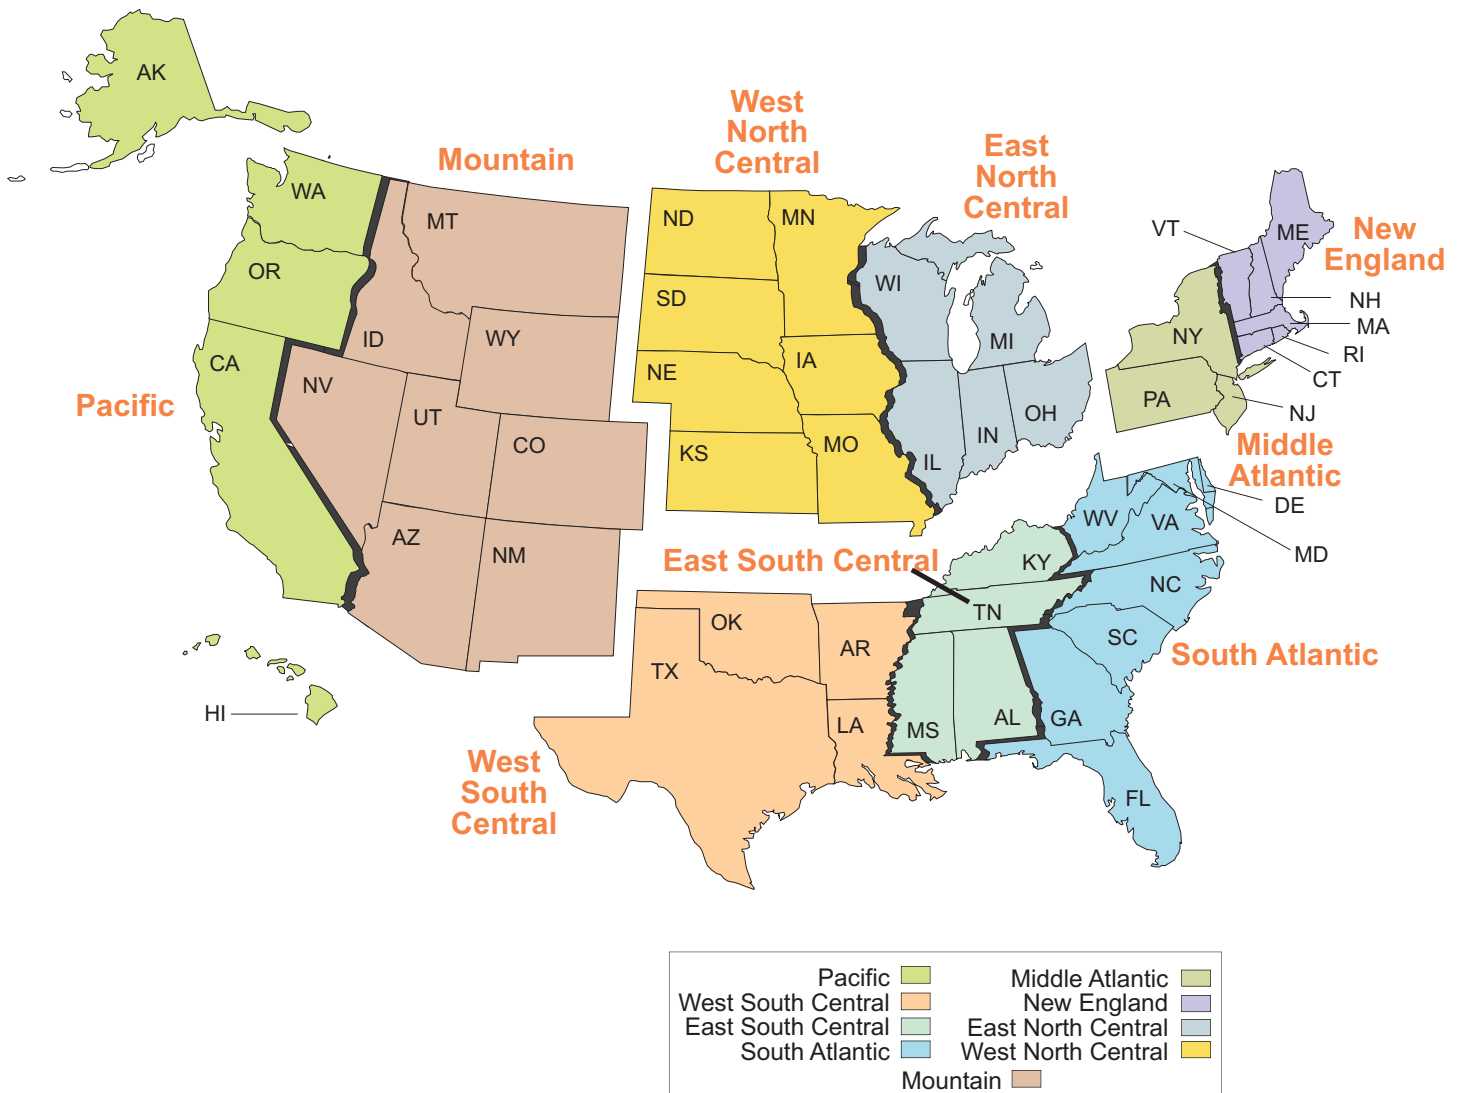 AK
Mountain
West
North
Central
East
North
Central
New
England
WA
OR
CA
Pacific
HI
MT
ID
WY
NV
UT
CO
AZ
NM
ND
MN
SD
IA
NE
KS
MO
WI
MI
IL
IN
OH
VT
ME
NH
MA
RI
CT
NY
PA
NJ
Middle
Atlantic
DE
MD
WV
VA
NC
SC
GA
FL
South Atlantic
East South Central
KY
TN
MS
AL
OK
AR
TX
LA
West
South
Central
Pacific
West South Central
East South Central
South Atlantic
Middle Atlantic
New England
East North Central
West North Central
Mountain